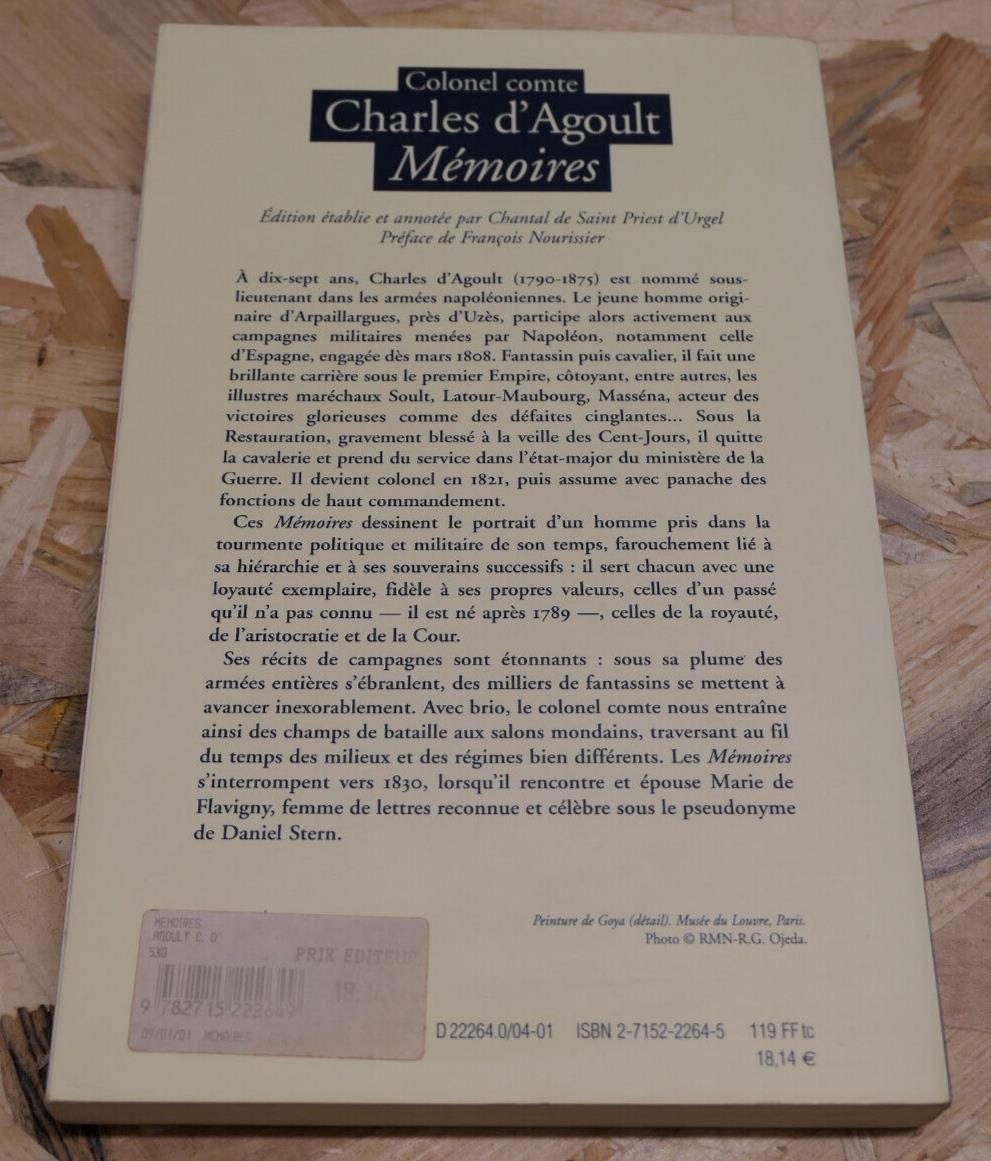 Colonel comte
Charles d'Agoult
Mémoires
Édition établie et annotée par Chantal de Saint Priest d'Urgel
Préface de François Nourissier
À dix-sept ans, Charles d'Agoult (1790-1875) est nommé sous-
lieutenant dans les armées napoléoniennes. Le jeune homme origi-
naire d'Arpaillargues, près d'Uzès, participe alors activement aux
campagnes militaires menées par Napoléon, notamment celle
d'Espagne, engagée dès mars 1808. Fantassin puis cavalier, il fait une
brillante carrière sous le premier Empire, côtoyant, entre autres, les
illustres maréchaux Soult, Latour-Maubourg, Masséna, acteur des
victoires glorieuses comme des défaites cinglantes... Sous la
Restauration, gravement blessé à la veille des Cent-Jours, il quitte
la cavalerie et prend du service dans l'état-major du ministère de la
Guerre. Il devient colonel en 1821, puis assume avec panache des
fonctions de haut commandement.
Ces Mémoires dessinent le portrait d'un homme pris dans la
tourmente politique et militaire de son temps, farouchement lié à
sa hiérarchie et à ses souverains successifs : il sert chacun avec une
loyauté exemplaire, fidèle à ses propres valeurs, celles d'un passé
qu'il n'a pas connu — il est né après 1789 —, celles de la royauté,
de l'aristocratie et de la Cour.
Ses récits de campagnes sont étonnants : sous sa plume des
armées entières s'ébranlent, des milliers de fantassins se mettent à
avancer inexorablement. Avec brio, le colonel comte nous entraîne
ainsi des champs de bataille aux salons mondains, traversant au fil
du temps des milieux et des régimes bien différents. Les Mémoires
s'interrompent vers 1830, lorsqu'il rencontre et épouse Marie de
Flavigny, femme de lettres reconnue et célèbre sous le pseudonyme
de Daniel Stern.
Peinture de Goya (détail). Musée du Louvre, Paris.
Photo © RMN-R.G. Ojeda.
MEMOIRES
AGOULT C. D'
530
PRIX EDITEUR
18.14
9 782715 222649
09/07/01 MEMOIRES
D 22264.0/04-01 ISBN 2-7152-2264-5 119 FF tc
18,14 €